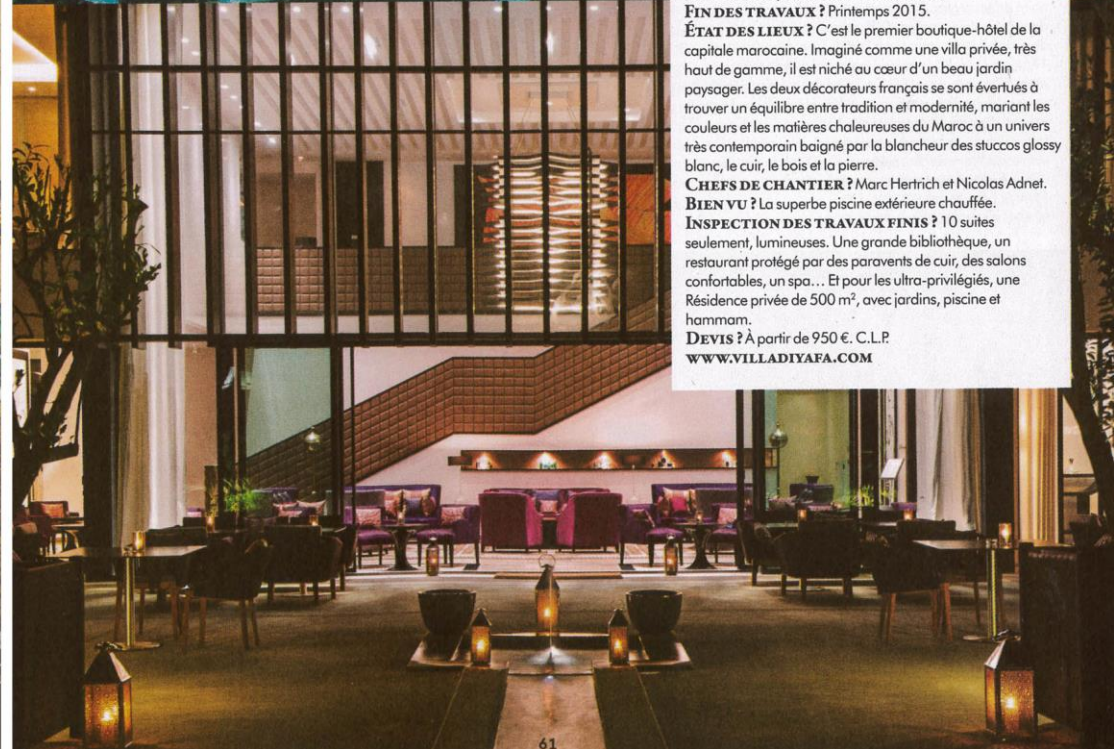 FIN DES TRAVAUX ? Printemps 2015.
ÉTAT DES LIEUX ? C’est le premier boutique-hôtel de la
capitale marocaine. Imaginé comme une villa privée, très
haut de gamme, il est niché au cœur d’un beau jardin
paysager. Les deux décorateurs français se sont évertués à
trouver un équilibre entre tradition et modernité, mariant les
couleurs et les matières chaleureuses du Maroc à un univers
très contemporain baigné par la blancheur des stuccos glossy
blanc, le cuir, le bois et la pierre.
CHEFS DE CHANTIER ? Marc Hertrich et Nicolas Adnet.
BIEN VU ? La superbe piscine extérieure chauffée.
INSPECTION DES TRAVAUX FINIS ? 10 suites
seulement, lumineuses. Une grande bibliothèque, un
restaurant protégé par des paravents de cuir, des salons
confortables, un spa… Et pour les ultra-privilégiés, une
Résidence privée de 500 m², avec jardins, piscine et
hammam.
DEVIS ? À partir de 950 €. C.L.P.
WWW.VILLADIYAFA.COM
61